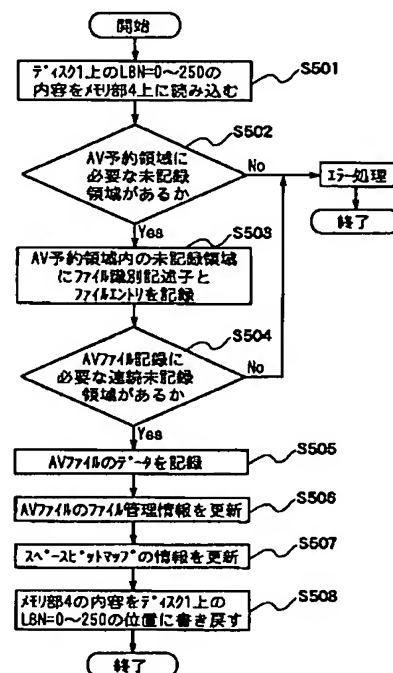 開始
ディスク1上のLBN=0~250の
内容をメモリ部4上に読み込む
S501
S502
AV予約領域に
必要な未記録
領域があるか
No
エラー処理
終了
Yes
S503
AV予約領域内の未記録領域
にファイル識別記述子と
ファイルエントリを記録
S504
AVファイル記録に
必要な連続未記録
領域があるか
No
Yes
AVファイルのデータを記録
S505
AVファイルのファイル管理情報を更新
S506
スペースビットマップの情報を更新
S507
メモリ部4の内容をディスク1上の
LBN=0~250の位置に書き戻す
S508
終了